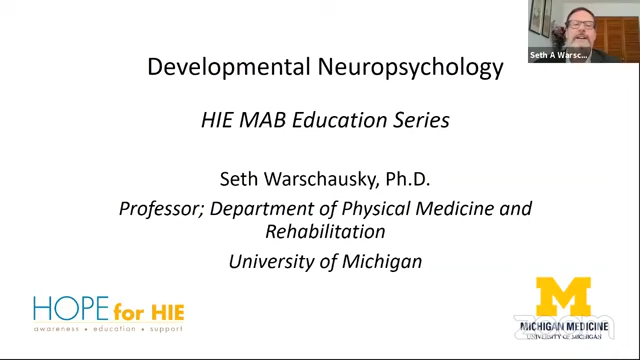 Seth A Warsc...
Developmental Neuropsychology
HIE MAB Education Series
Seth Warschausky, Ph.D.
Professor; Department of Physical Medicine and
Rehabilitation
University of Michigan
HOPE for HIE
awareness • education • support
M
MICHIGAN MEDICINE
UNIVERSITY OF MICHIGAN
zoom